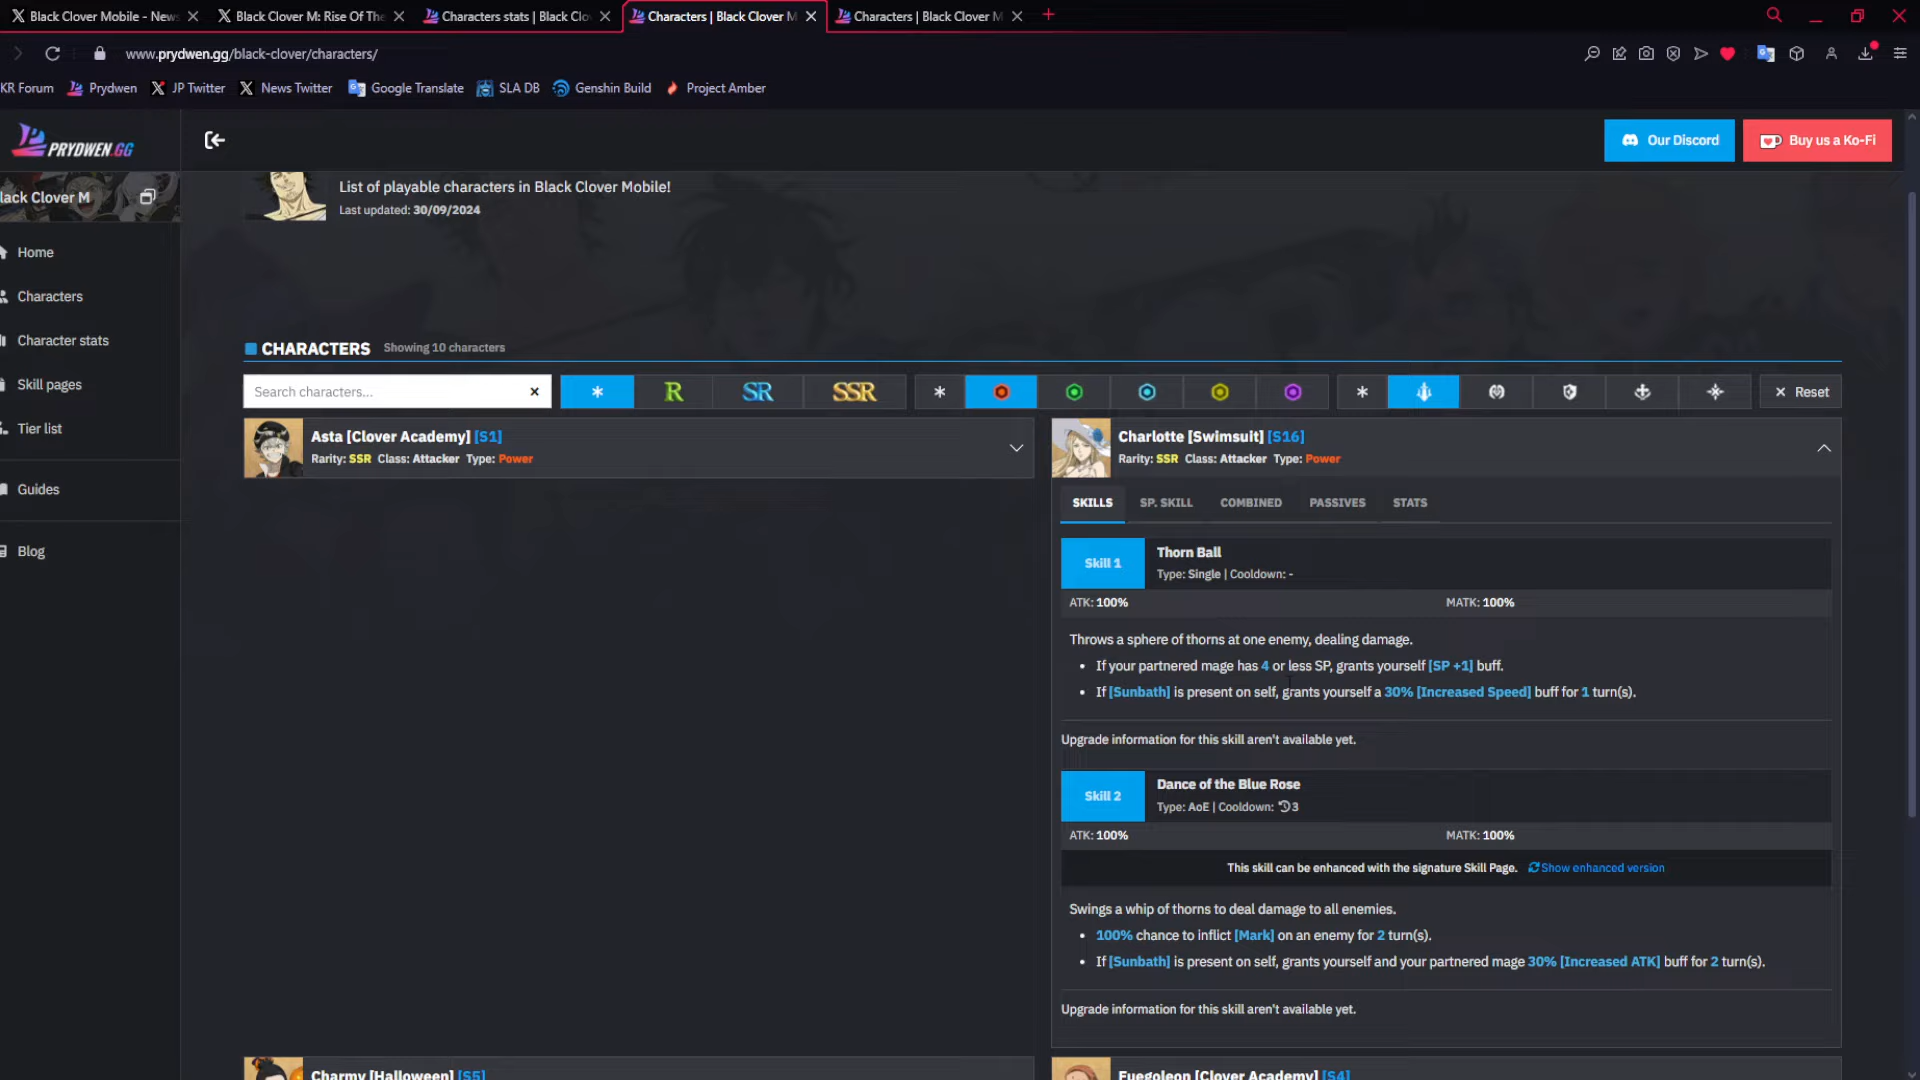 Black Clover Mobile - News
Black Clover M: Rise Of The
Characters stats | Black Clo
Characters | Black Clover M
Characters | Black Clover M
www.prydwen.gg/black-clover/characters/
KR Forum
Prydwen
JP Twitter
News Twitter
Google Translate
SLA DB
Genshin Build
Project Amber
PRYDWEN.GG
Our Discord
Buy us a Ko-Fi
lack Clover M
Home
Characters
Character stats
Skill pages
Tier list
Guides
Blog
List of playable characters in Black Clover Mobile!
Last updated: 30/09/2024
CHARACTERS Showing 10 characters
Search characters...
R
SR
SSR
Reset
Asta [Clover Academy] [S1]
Rarity: SSR Class: Attacker Type: Power
Charlotte [Swimsuit] [S16]
Rarity: SSR Class: Attacker Type: Power
SKILLS SP. SKILL COMBINED PASSIVES STATS
Skill 1
Thorn Ball
Type: Single | Cooldown: -
ATK: 100% MATK: 100%
Throws a sphere of thorns at one enemy, dealing damage.
• If your partnered mage has 4 or less SP, grants yourself [SP +1] buff.
• If [Sunbath] is present on self, grants yourself a 30% [Increased Speed] buff for 1 turn(s).
Upgrade information for this skill aren't available yet.
Skill 2
Dance of the Blue Rose
Type: AoE | Cooldown: 3
ATK: 100% MATK: 100%
This skill can be enhanced with the signature Skill Page. Show enhanced version
Swings a whip of thorns to deal damage to all enemies.
• 100% chance to inflict [Mark] on an enemy for 2 turn(s).
• If [Sunbath] is present on self, grants yourself and your partnered mage 30% [Increased ATK] buff for 2 turn(s).
Upgrade information for this skill aren't available yet.
Charmy [Halloween] [S5]
Fuegoleon [Clover Academy] [S4]